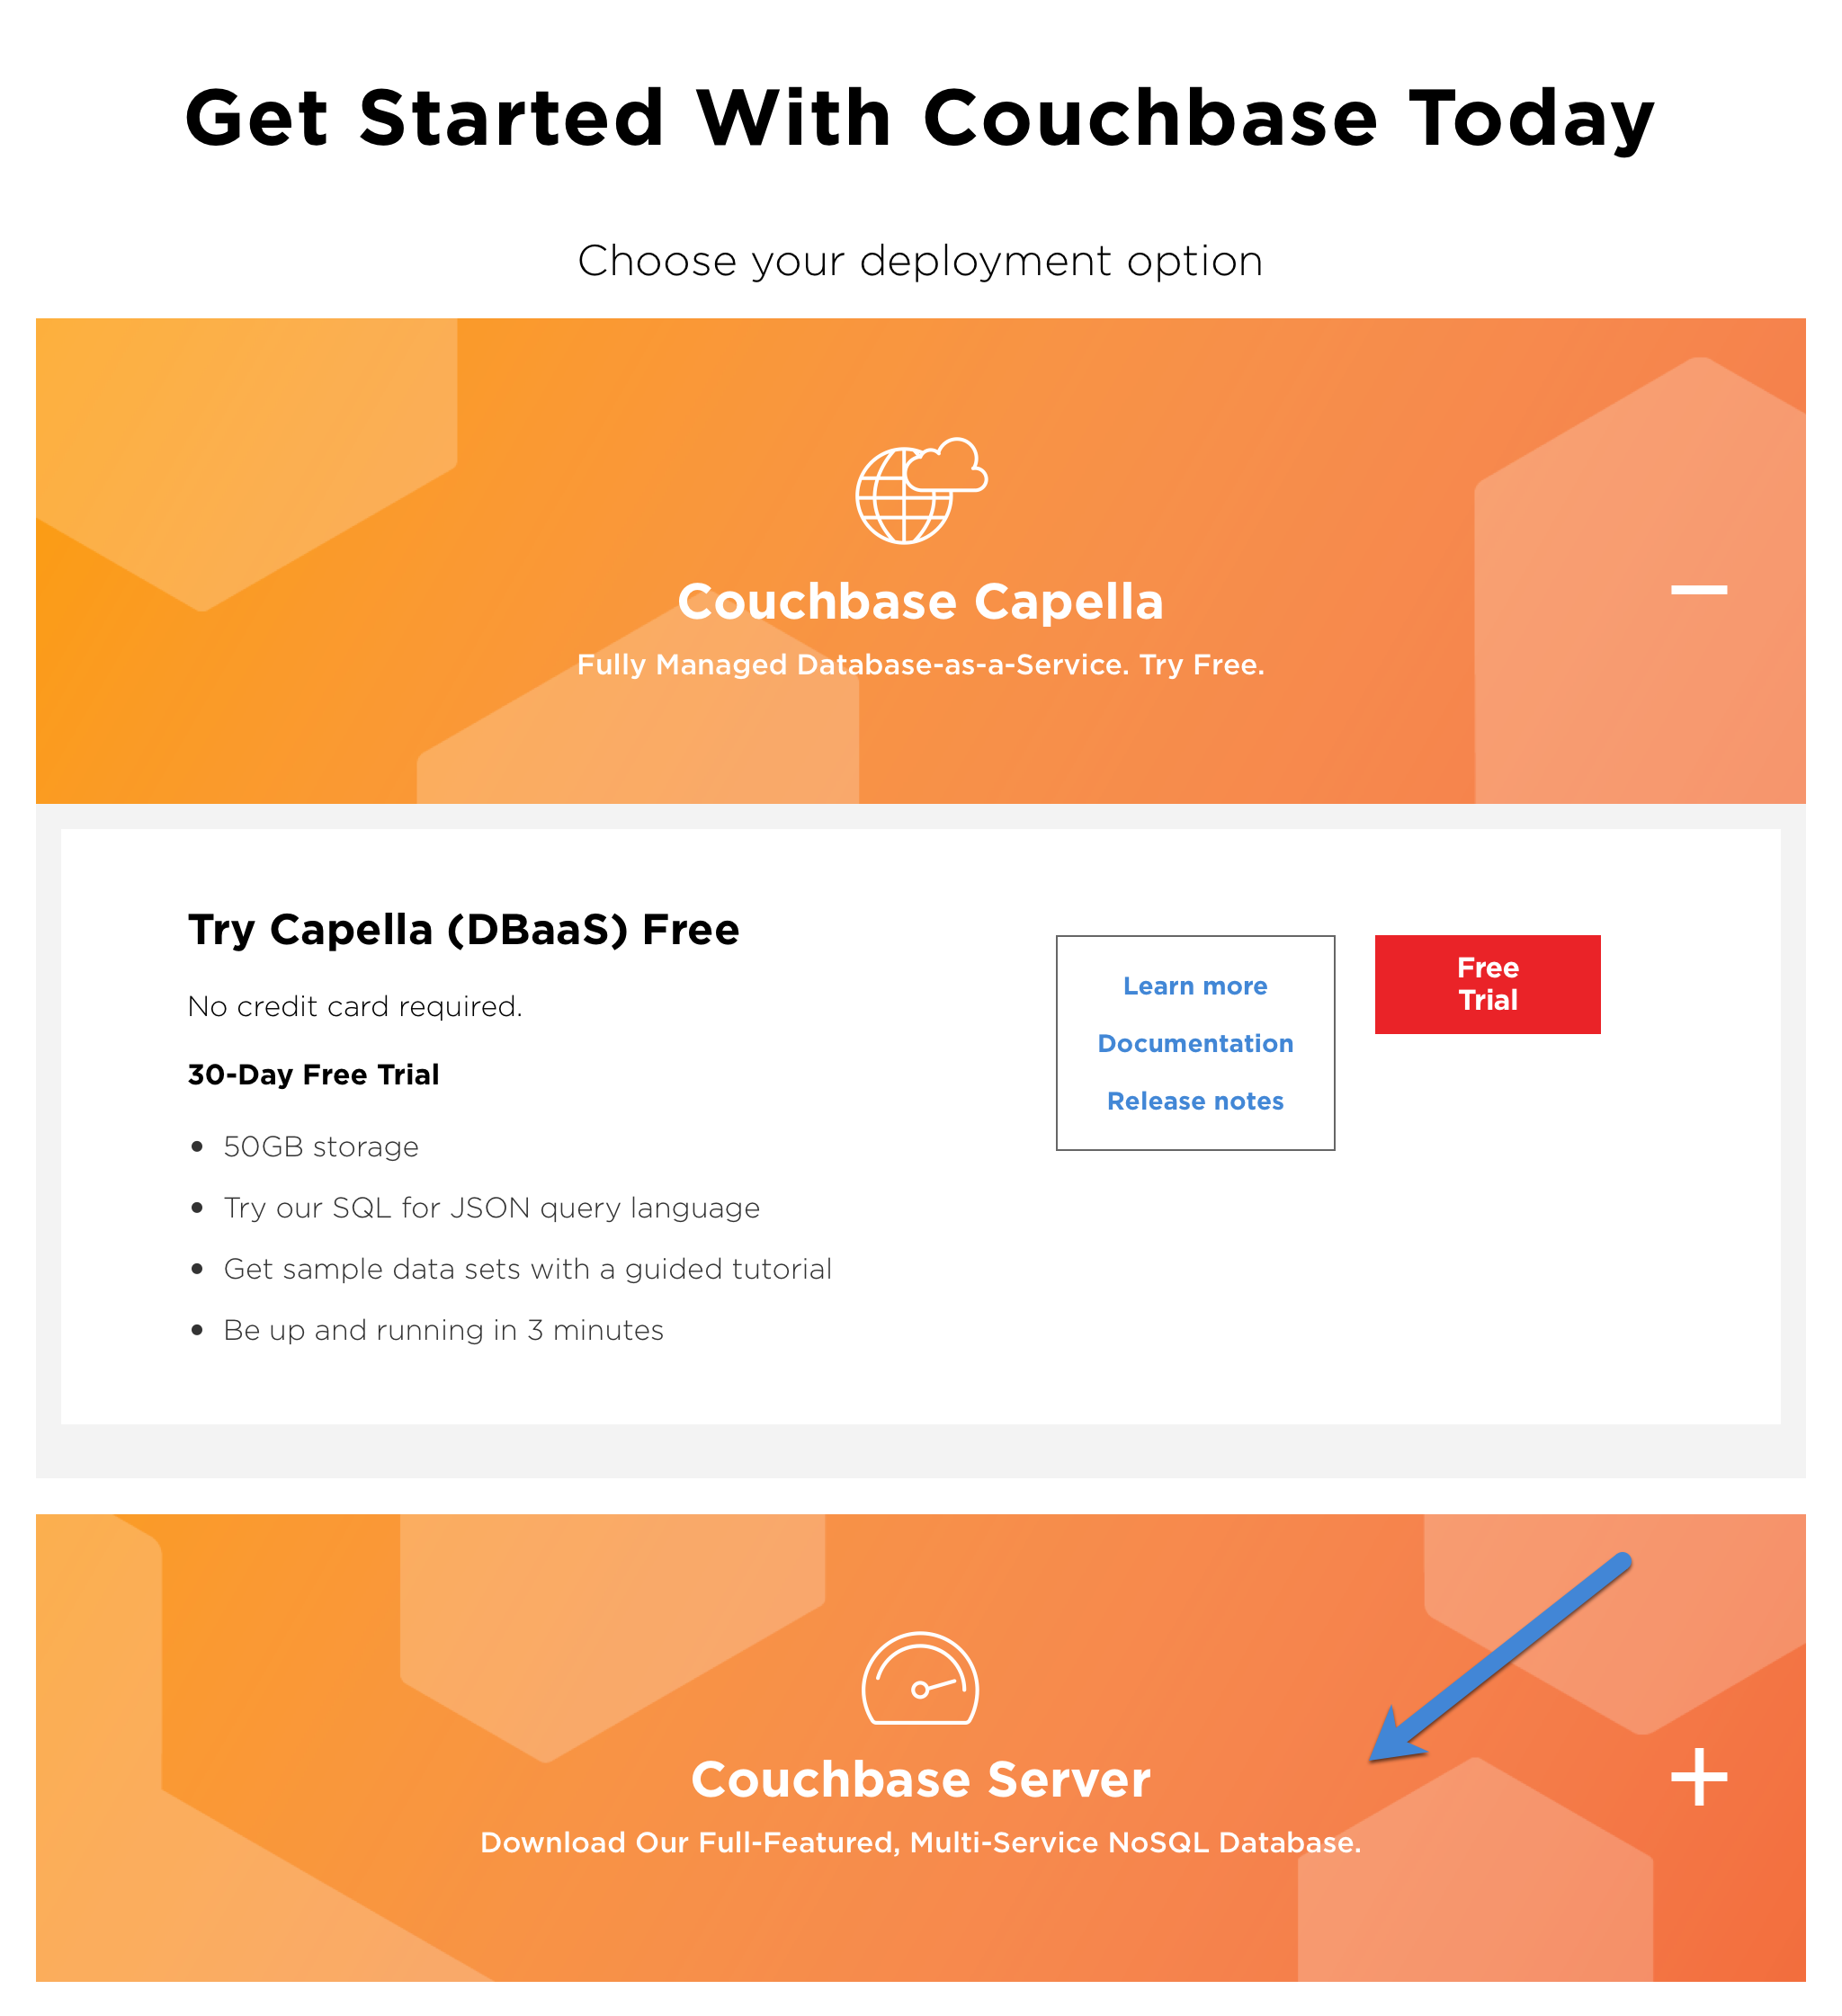 Get Started With Couchbase Today
Choose your deployment option
Couchbase Capella
Fully Managed Database-as-a-Service. Try Free.
Try Capella (DBaaS) Free
No credit card required.
30-Day Free Trial
50GB storage
Try our SQL for JSON query language
Get sample data sets with a guided tutorial
Be up and running in 3 minutes
Learn more
Documentation
Release notes
Free
Trial
Couchbase Server
Download Our Full-Featured, Multi-Service NoSQL Database.